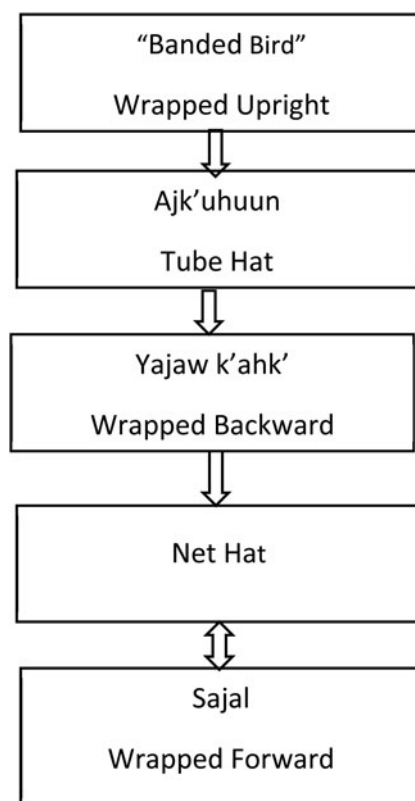 “Banded Bird”
Wrapped Upright
Ajk’uhuun
Tube Hat
Yajaw k’ahk’
Wrapped Backward
Net Hat
Sajal
Wrapped Forward